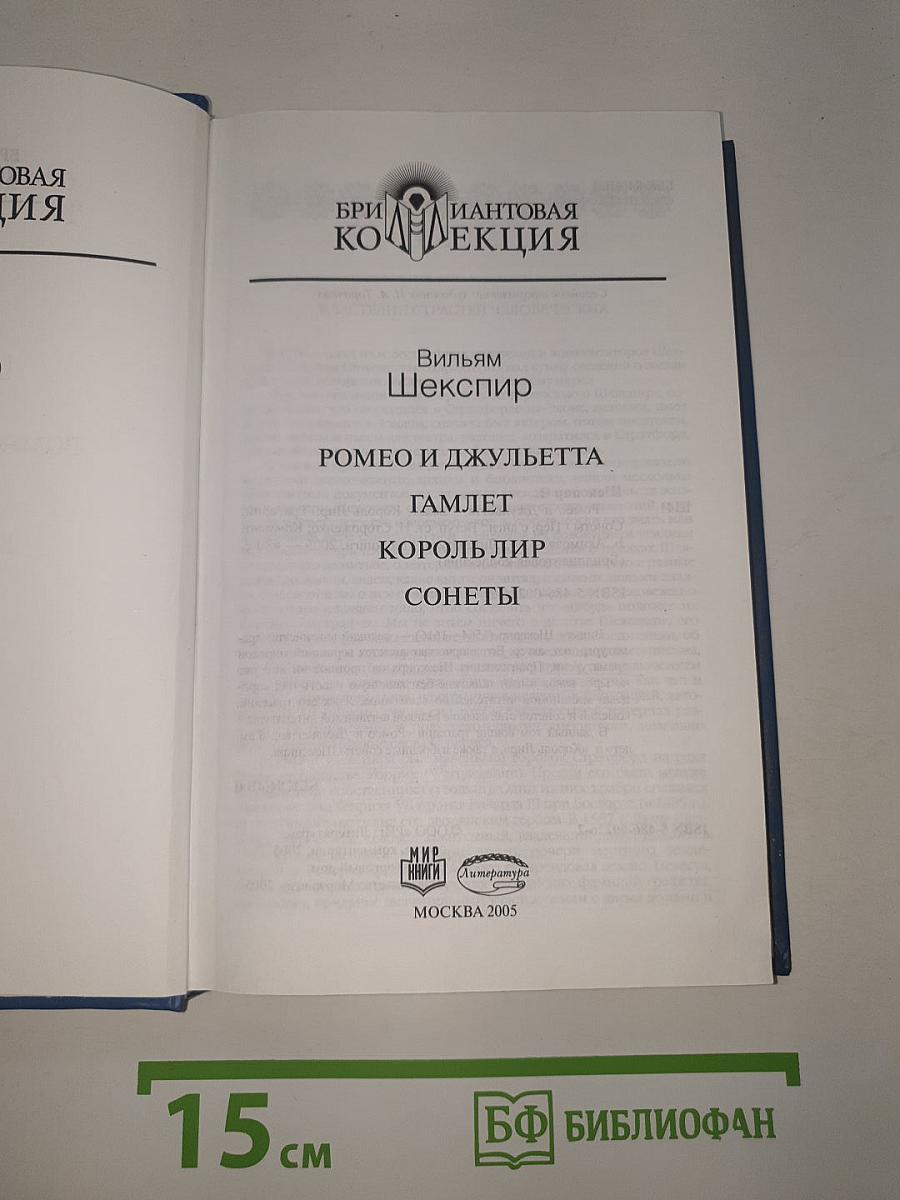 ОВАЯ
ЦИЯ
БРИЛЛИАНТОВАЯ
КОЛЛЕКЦИЯ
Вильям
Шекспир
РОМЕО И ДЖУЛЬЕТТА
ГАМЛЕТ
КОРОЛЬ ЛИР
СОНЕТЫ
МИР
КНИГИ
Литература
МОСКВА 2005
15 см
БФ БИБЛИОФАН